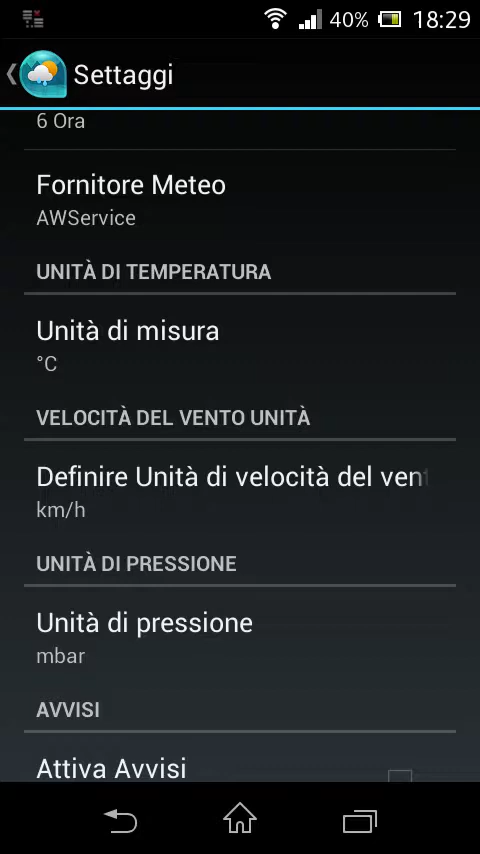 40% 18:29
Settaggi
6 Ora
Fornitore Meteo
AWService
UNITÀ DI TEMPERATURA
Unità di misura
°C
VELOCITÀ DEL VENTO UNITÀ
Definire Unità di velocità del vent
km/h
UNITÀ DI PRESSIONE
Unità di pressione
mbar
AVVISI
Attiva Avvisi